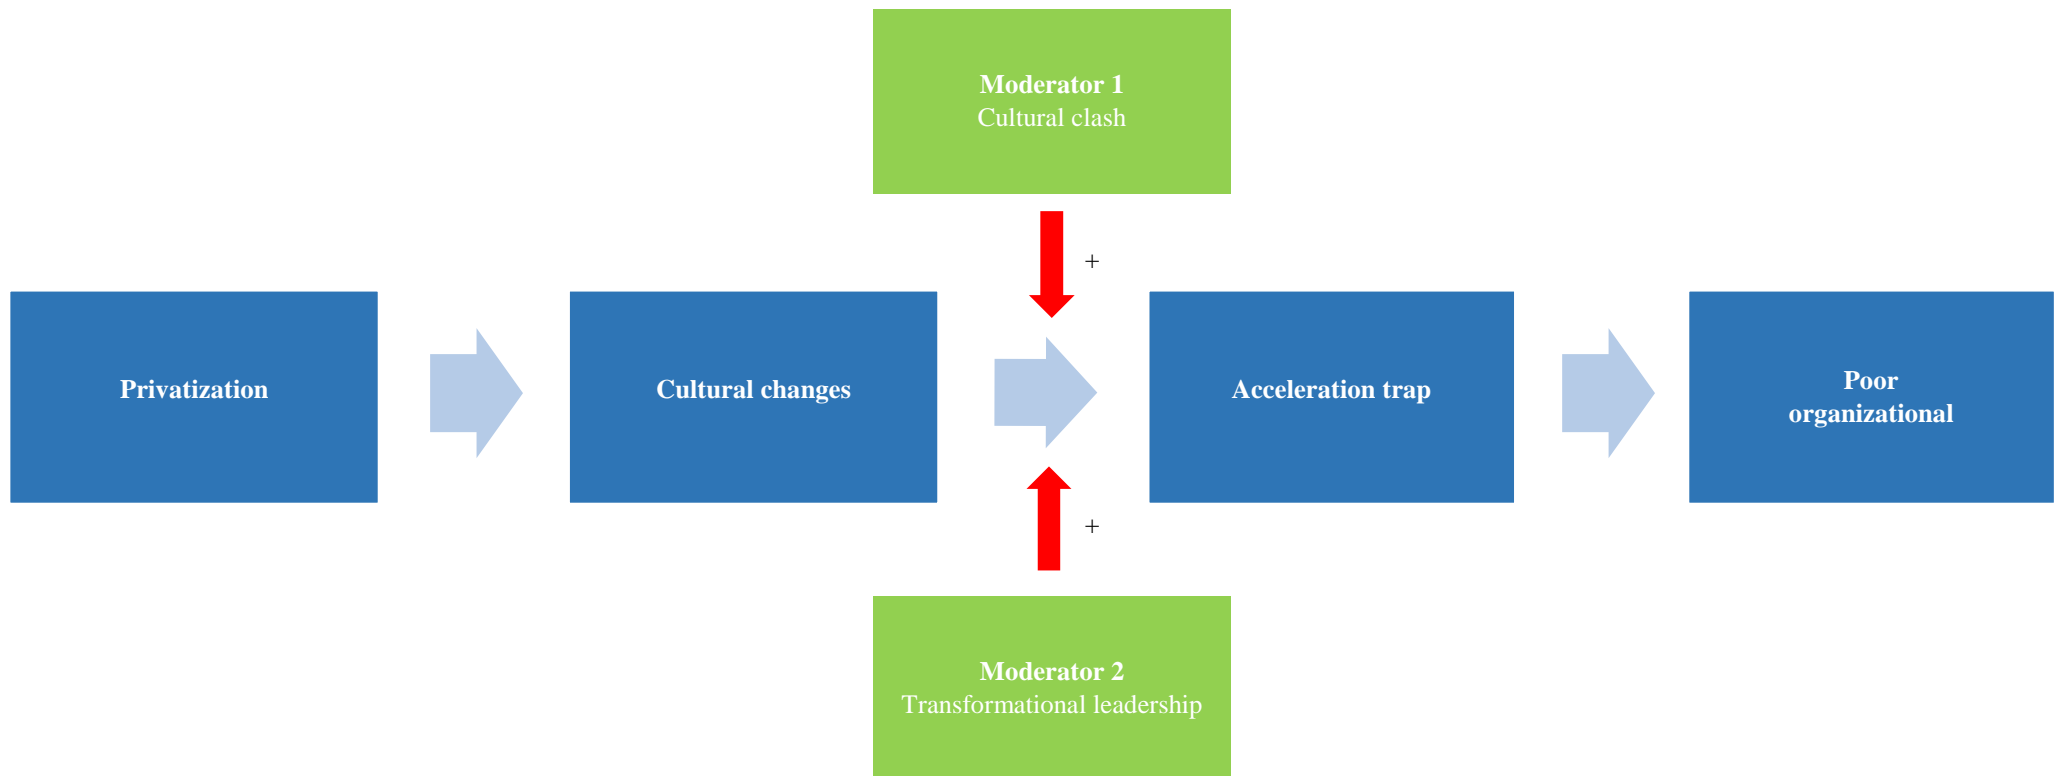 Moderator 1
Cultural clash
+
Privatization
Cultural changes
Acceleration trap
Poor
organizational
+
Moderator 2
Transformational leadership